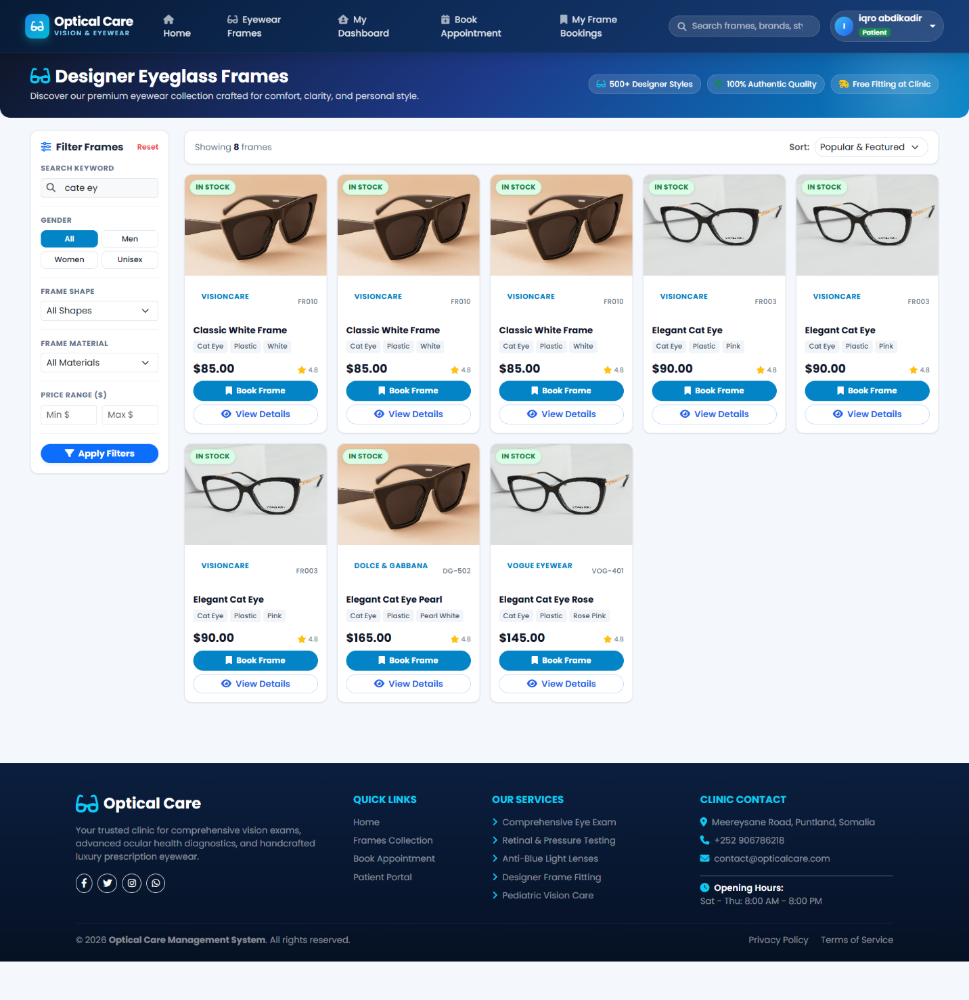 Optical Care
VISION & EYEWEAR
Home
Eyewear Frames
My Dashboard
Book Appointment
My Frame Bookings
Search frames, brands, sty
I
iqro abdikadir
Patient
Designer Eyeglass Frames
Discover our premium eyewear collection crafted for comfort, clarity, and personal style.
500+ Designer Styles
100% Authentic Quality
Free Fitting at Clinic
Filter Frames
Reset
SEARCH KEYWORD
cate ey
GENDER
All
Men
Women
Unisex
FRAME SHAPE
All Shapes
FRAME MATERIAL
All Materials
PRICE RANGE ($)
Min $
Max $
Apply Filters
Showing 8 frames
Sort:
Popular & Featured
IN STOCK
VISIONCARE
FR010
Classic White Frame
Cat Eye Plastic White
$85.00
4.8
Book Frame
View Details
IN STOCK
VISIONCARE
FR010
Classic White Frame
Cat Eye Plastic White
$85.00
4.8
Book Frame
View Details
IN STOCK
VISIONCARE
FR010
Classic White Frame
Cat Eye Plastic White
$85.00
4.8
Book Frame
View Details
IN STOCK
VISIONCARE
FR003
Elegant Cat Eye
Cat Eye Plastic Pink
$90.00
4.8
Book Frame
View Details
IN STOCK
VISIONCARE
FR003
Elegant Cat Eye
Cat Eye Plastic Pink
$90.00
4.8
Book Frame
View Details
IN STOCK
VISIONCARE
FR003
Elegant Cat Eye
Cat Eye Plastic Pink
$90.00
4.8
Book Frame
View Details
IN STOCK
DOLCE & GABBANA
DG-502
Elegant Cat Eye Pearl
Cat Eye Plastic Pearl White
$165.00
4.8
Book Frame
View Details
IN STOCK
VOGUE EYEWEAR
VOG-401
Elegant Cat Eye Rose
Cat Eye Plastic Rose Pink
$145.00
4.8
Book Frame
View Details
Optical Care
Your trusted clinic for comprehensive vision exams,
advanced ocular health diagnostics, and handcrafted
luxury prescription eyewear.
QUICK LINKS
Home
Frames Collection
Book Appointment
Patient Portal
OUR SERVICES
Comprehensive Eye Exam
Retinal & Pressure Testing
Anti-Blue Light Lenses
Designer Frame Fitting
Pediatric Vision Care
CLINIC CONTACT
Meereysane Road, Puntland, Somalia
+252 906786218
contact@opticalcare.com
Opening Hours:
Sat - Thu: 8:00 AM - 8:00 PM
© 2026 Optical Care Management System. All rights reserved.
Privacy Policy
Terms of Service